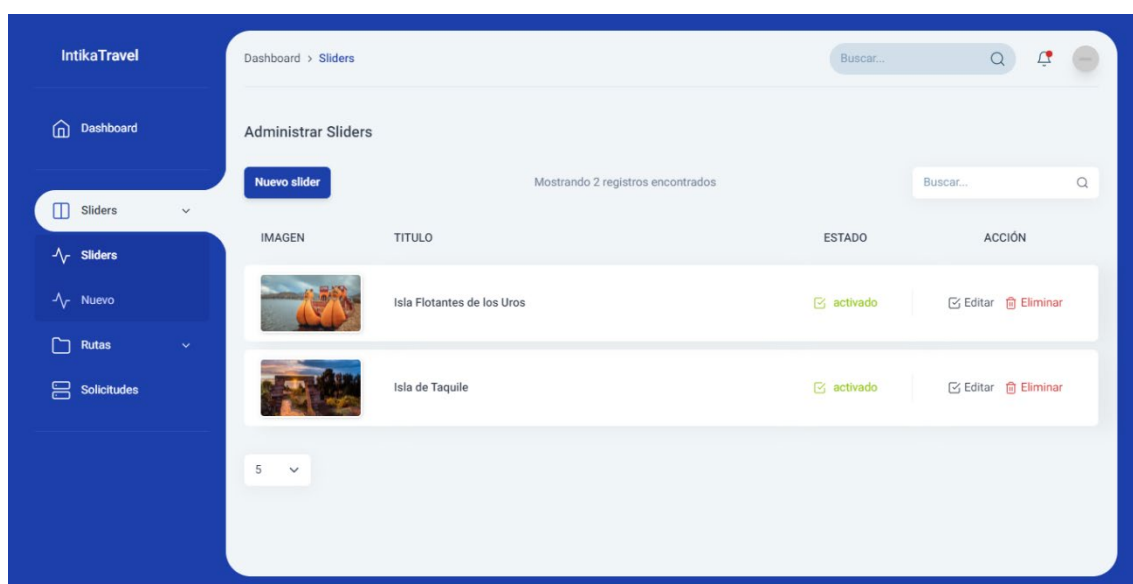 IntikaTravel
Dashboard > Sliders
Buscar...
Dashboard
Administrar Sliders
Nuevo slider
Mostrando 2 registros encontrados
Buscar...
Sliders
IMAGEN TITULO ESTADO ACCIÓN
Sliders
Nuevo
Isla Flotantes de los Uros activado Editar Eliminar
Rutas
Solicitudes
Isla de Taquile activado Editar Eliminar
5